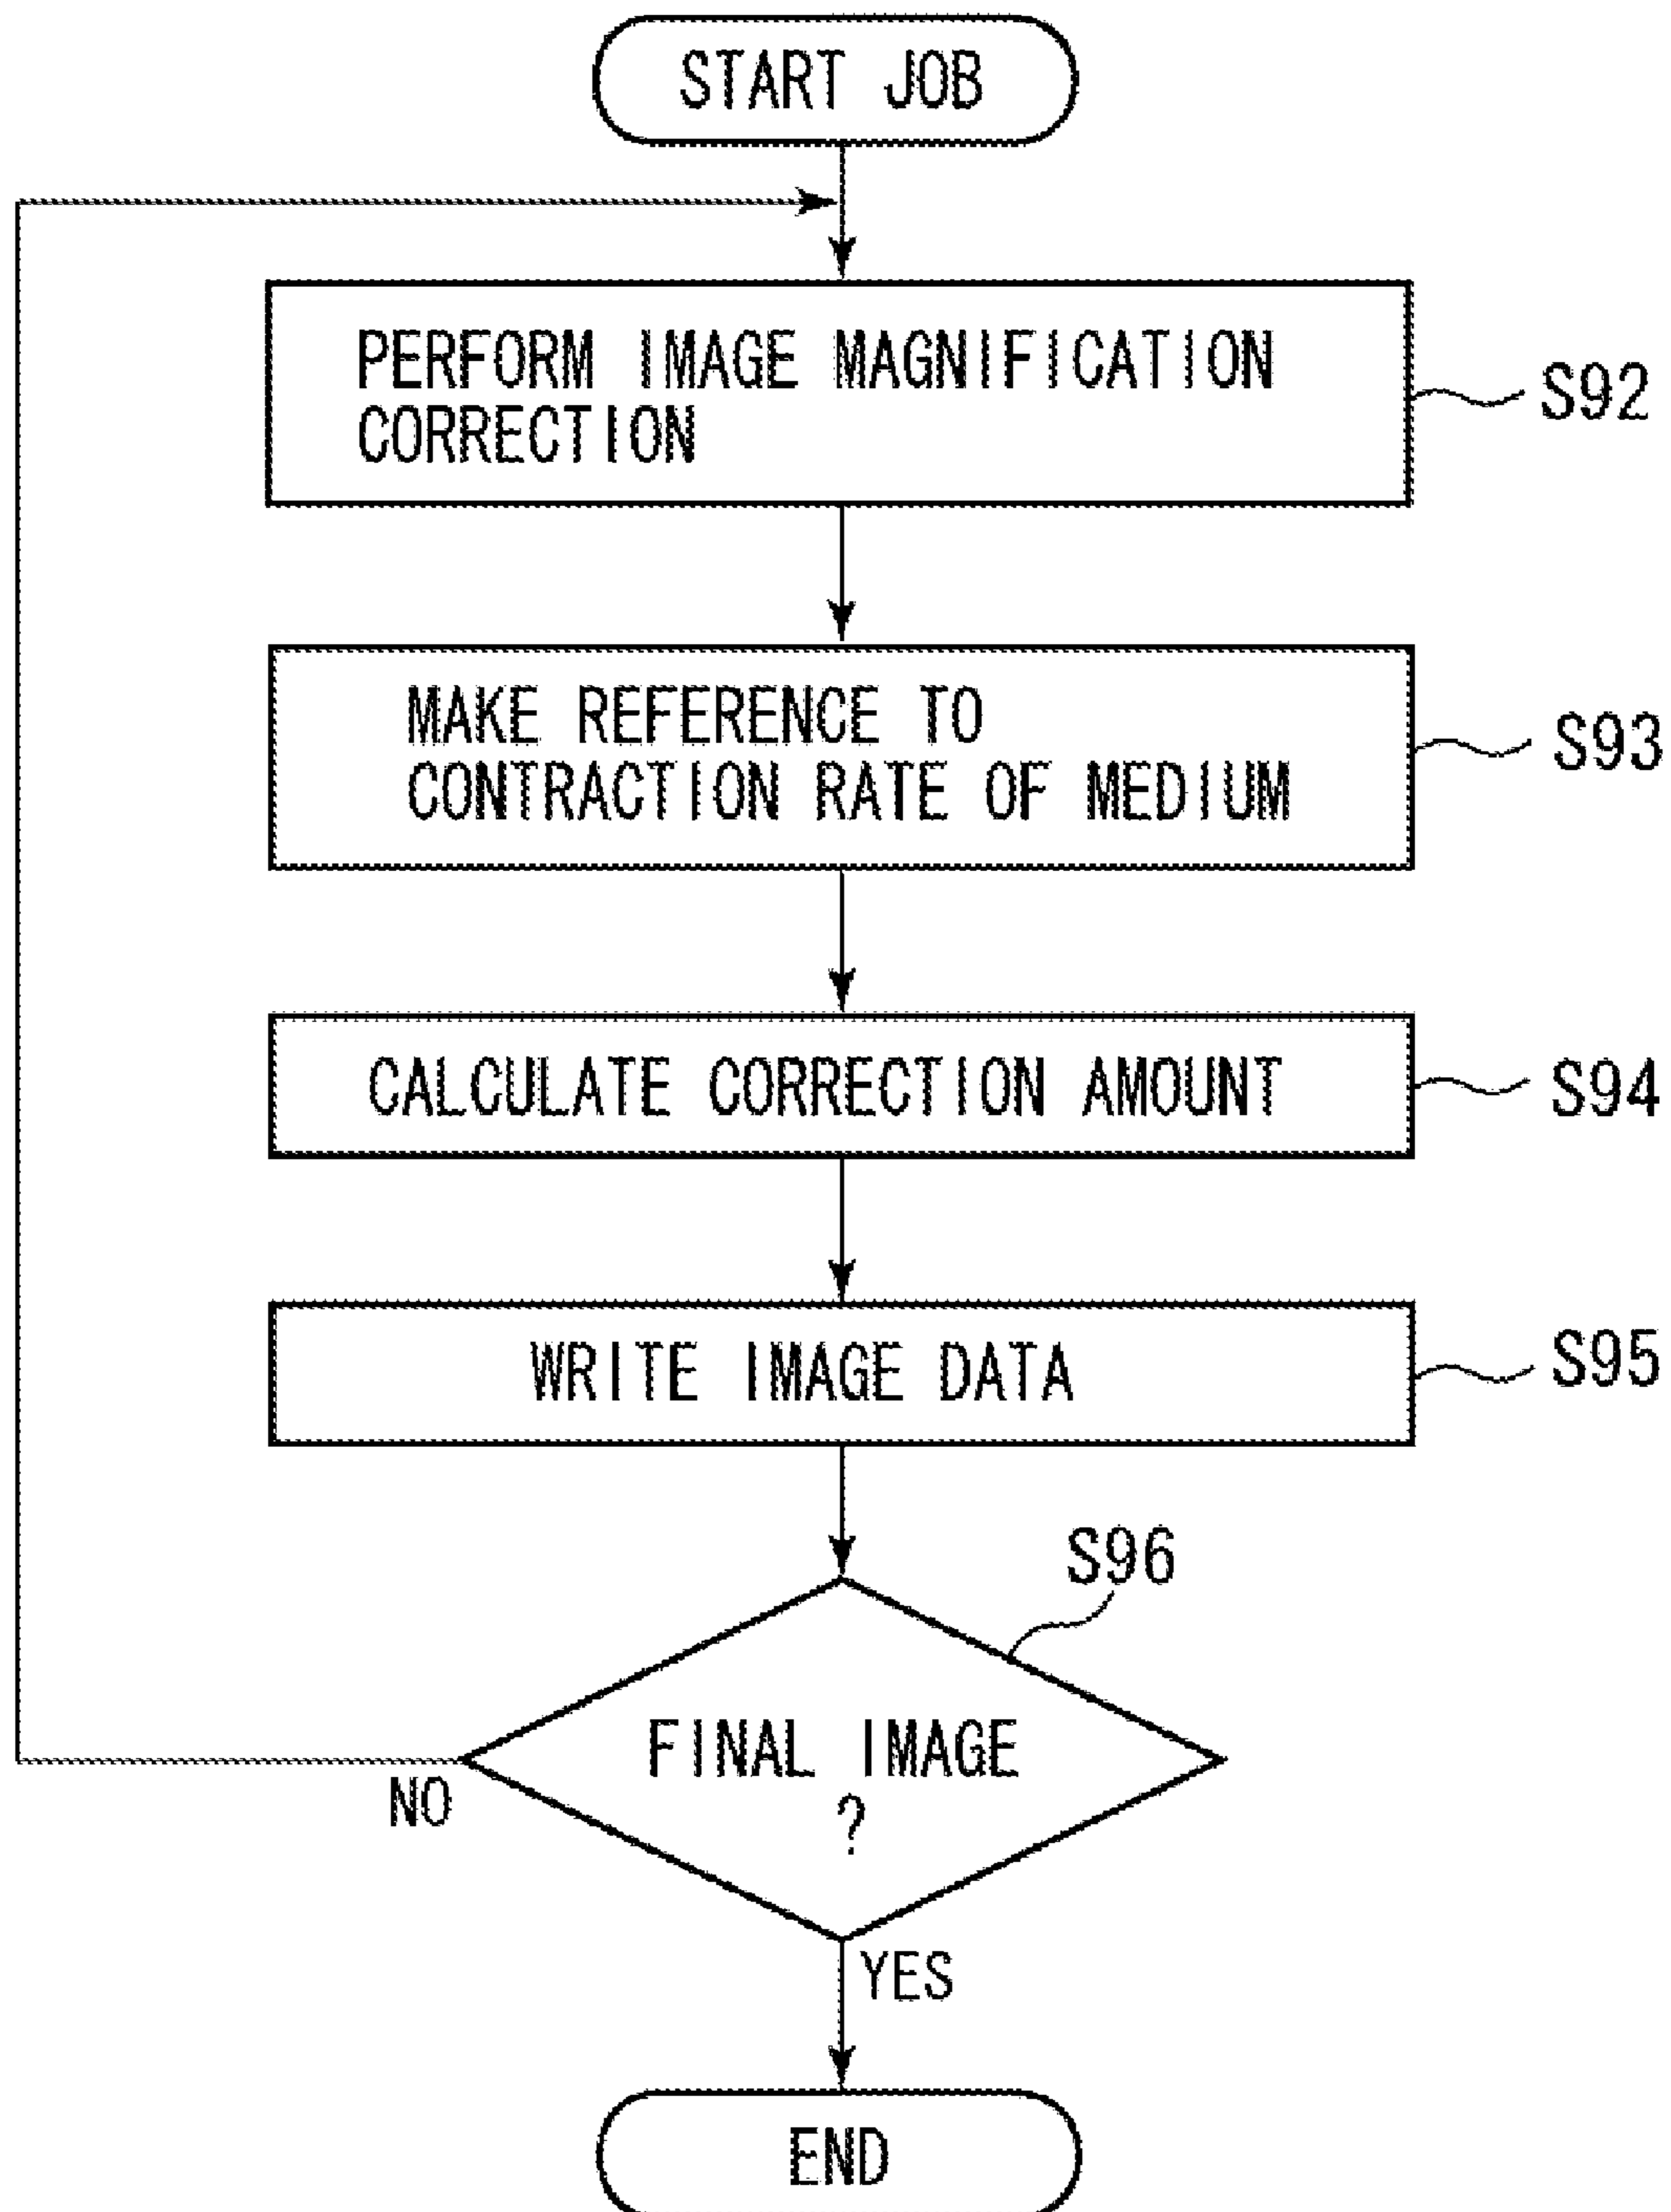 START JOB
PERFORM IMAGE MAGNIFICATION
CORRECTION
S92
MAKE REFERENCE TO
CONTRACTION RATE OF MEDIUM
S93
CALCULATE CORRECTION AMOUNT
S94
WRITE IMAGE DATA
S95
S96
FINAL IMAGE
?
NO
YES
END